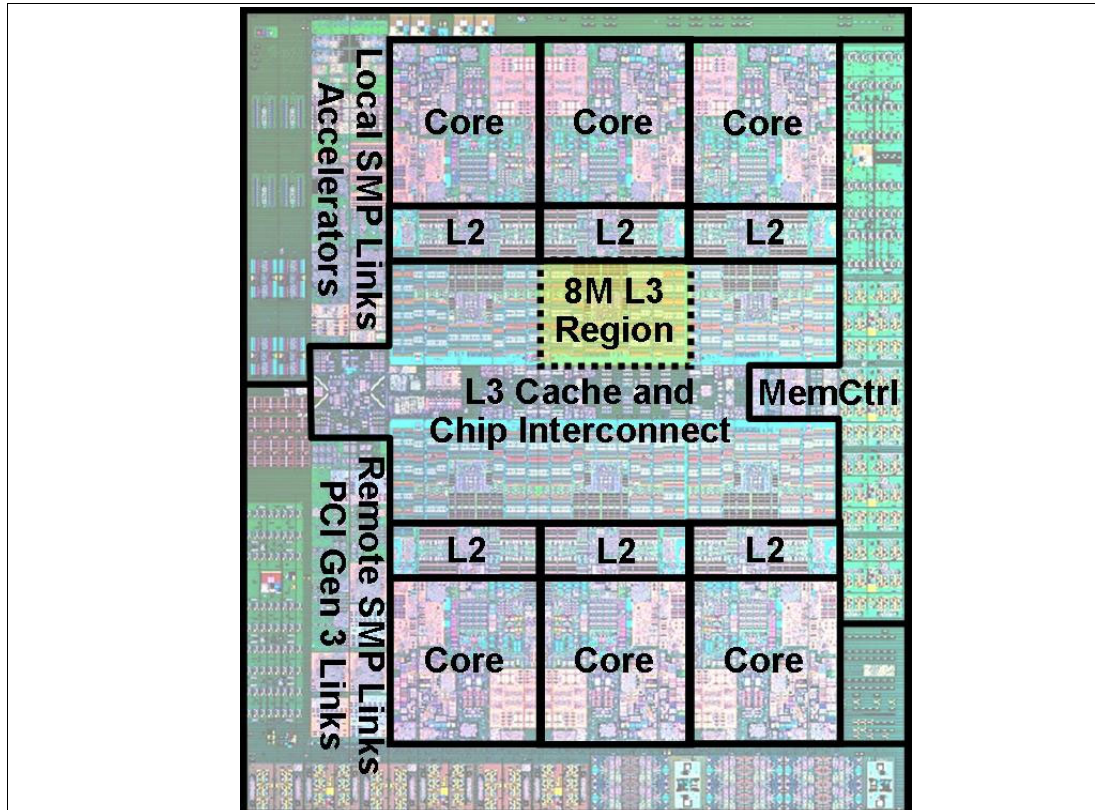 Local SMP Links
Accelerators
Core
Core
Core
L2
L2
L2
8M L3
Region
L3 Cache and
Chip Interconnect
MemCtrl
Remote SMP Links
PCI Gen 3 Links
L2
L2
L2
Core
Core
Core